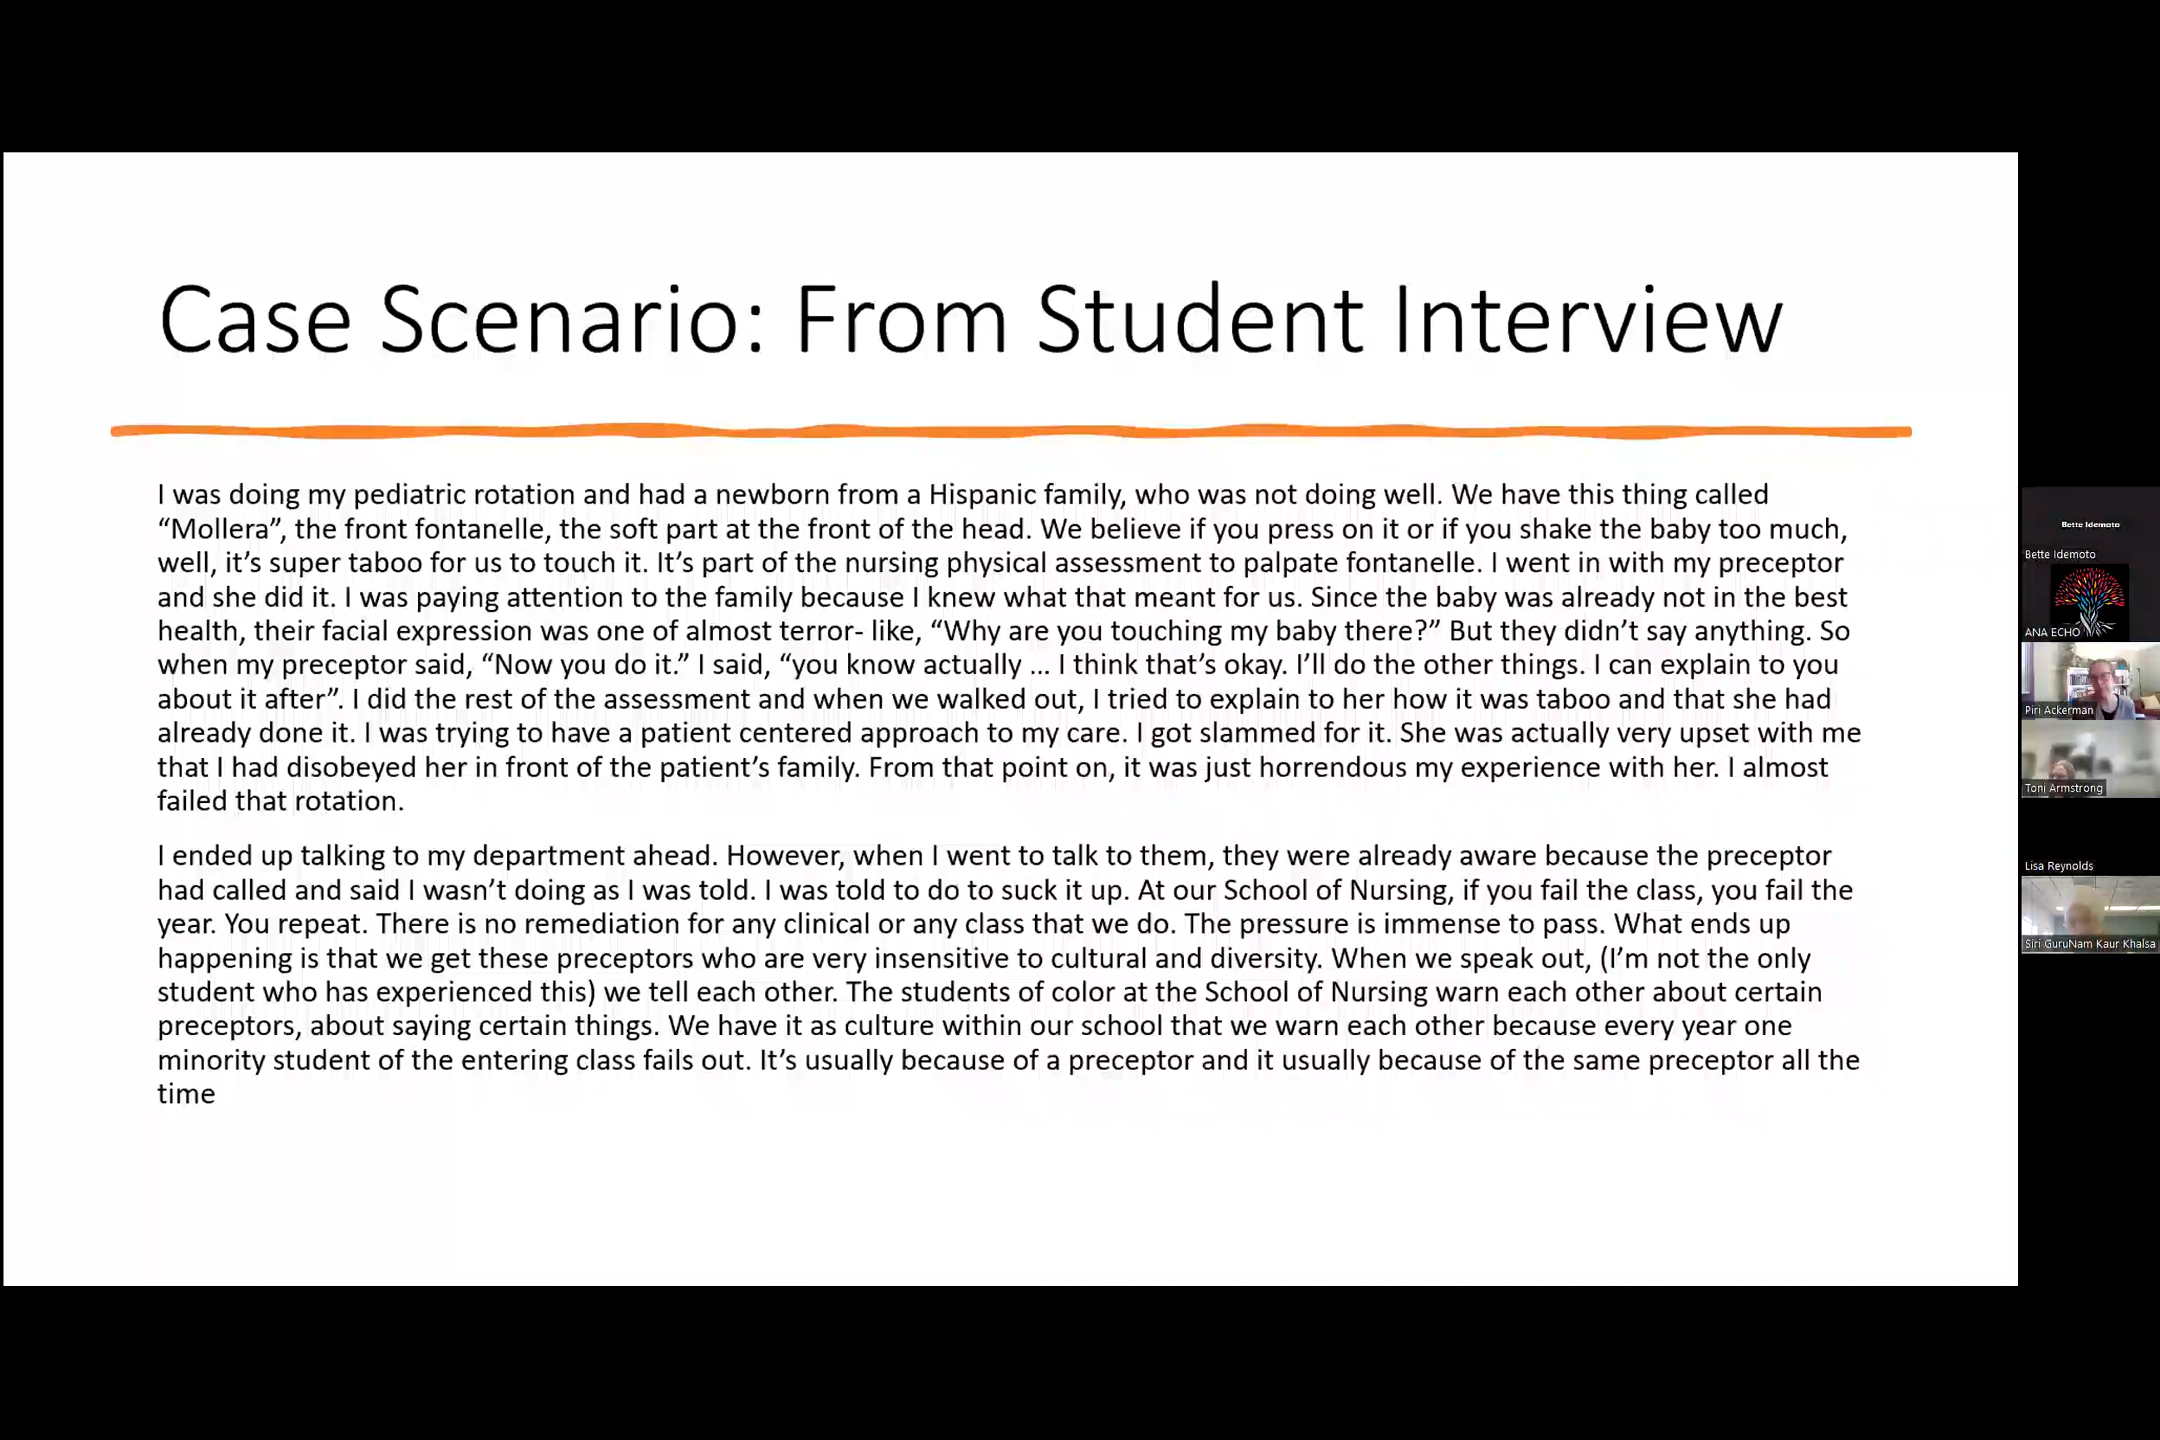 Case Scenario: From Student Interview
I was doing my pediatric rotation and had a newborn from a Hispanic family, who was not doing well. We have this thing called
“Mollera”, the front fontanelle, the soft part at the front of the head. We believe if you press on it or if you shake the baby too much,
well, it’s super taboo for us to touch it. It’s part of the nursing physical assessment to palpate fontanelle. I went in with my preceptor
and she did it. I was paying attention to the family because I knew what that meant for us. Since the baby was already not in the best
health, their facial expression was one of almost terror- like, “Why are you touching my baby there?” But they didn’t say anything. So
when my preceptor said, “Now you do it.” I said, “you know actually ... I think that’s okay. I’ll do the other things. I can explain to you
about it after”. I did the rest of the assessment and when we walked out, I tried to explain to her how it was taboo and that she had
already done it. I was trying to have a patient centered approach to my care. I got slammed for it. She was actually very upset with me
that I had disobeyed her in front of the patient’s family. From that point on, it was just horrendous my experience with her. I almost
failed that rotation.
I ended up talking to my department ahead. However, when I went to talk to them, they were already aware because the preceptor
had called and said I wasn’t doing as I was told. I was told to do to suck it up. At our School of Nursing, if you fail the class, you fail the
year. You repeat. There is no remediation for any clinical or any class that we do. The pressure is immense to pass. What ends up
happening is that we get these preceptors who are very insensitive to cultural and diversity. When we speak out, (I’m not the only
student who has experienced this) we tell each other. The students of color at the School of Nursing warn each other about certain
preceptors, about saying certain things. We have it as culture within our school that we warn each other because every year one
minority student of the entering class fails out. It’s usually because of a preceptor and it usually because of the same preceptor all the
time
Bette Idemoto
Bette Idemoto
ANA ECHO
Piri Ackerman
Toni Armstrong
Lisa Reynolds
Siri GuruNam Kaur Khalsa